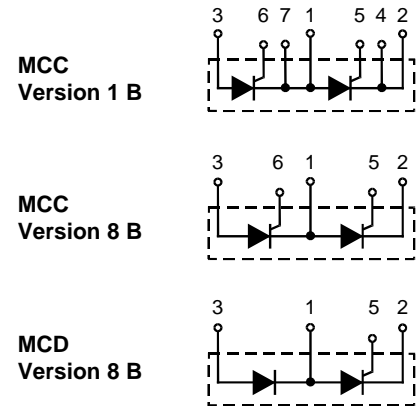 3 6 7 1 5 4 2
MCC
Version 1 B
3 6 1 5 2
MCC
Version 8 B
3 1 5 2
MCD
Version 8 B